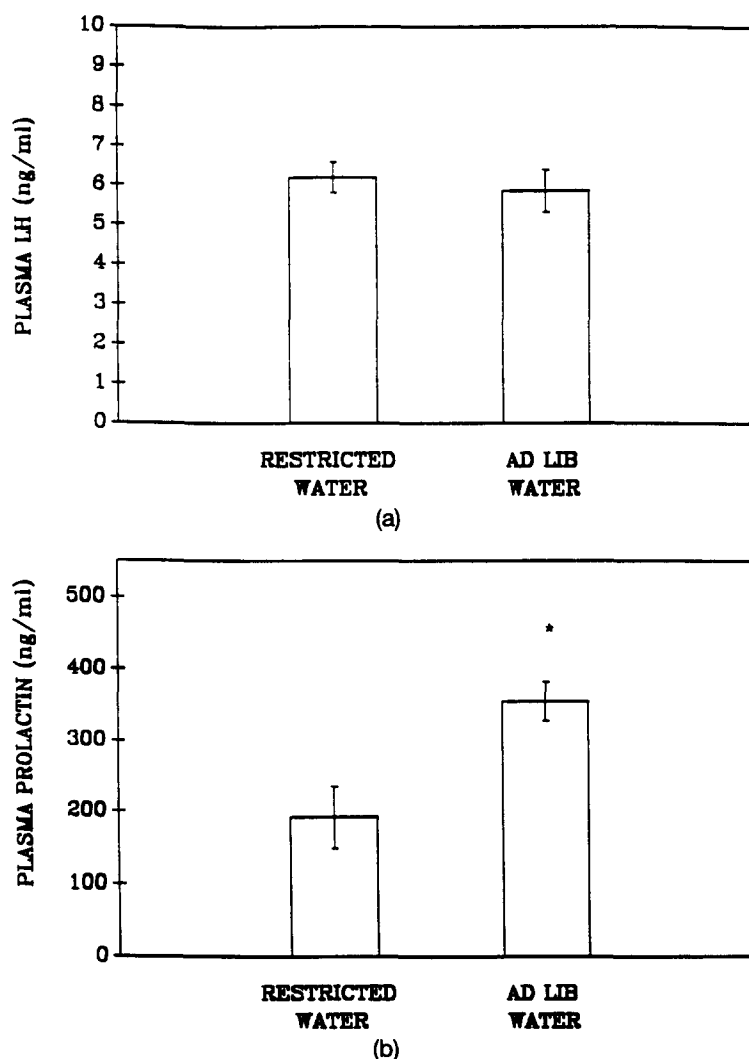 PLASMA LH (ng/ml)
10
9
8
7
6
5
4
3
2
1
0
RESTRICTED WATER
AD LIB WATER
(a)
PLASMA PROLACTIN (ng/ml)
500
400
300
200
100
0
*
RESTRICTED WATER
AD LIB WATER
(b)